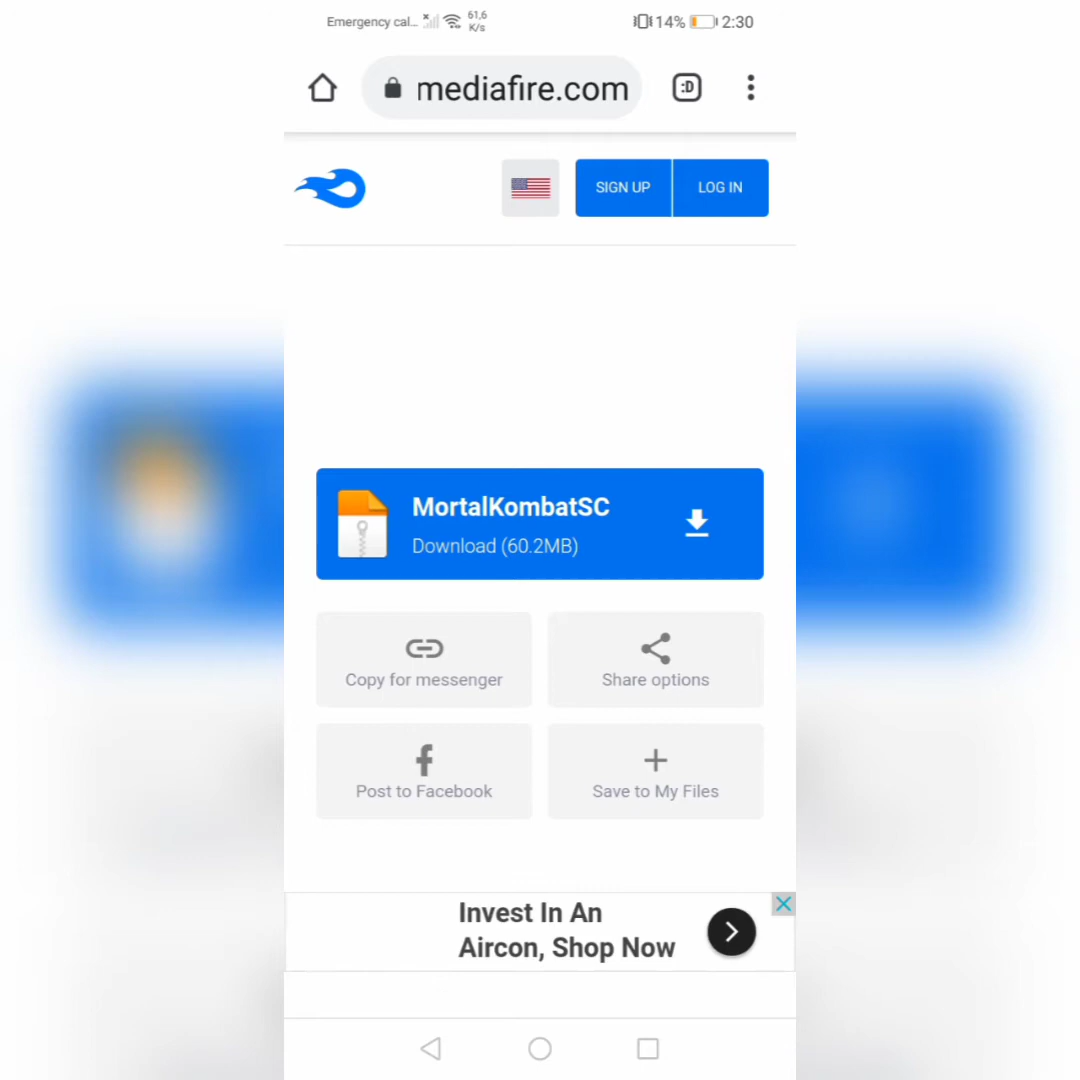 Emergency cal... 61,6 K/s 14% 2:30
mediafire.com :D
SIGN UP LOG IN
MortalKombatSC
Download (60.2MB)
Copy for messenger Share options
Post to Facebook Save to My Files
Invest In An
Aircon, Shop Now